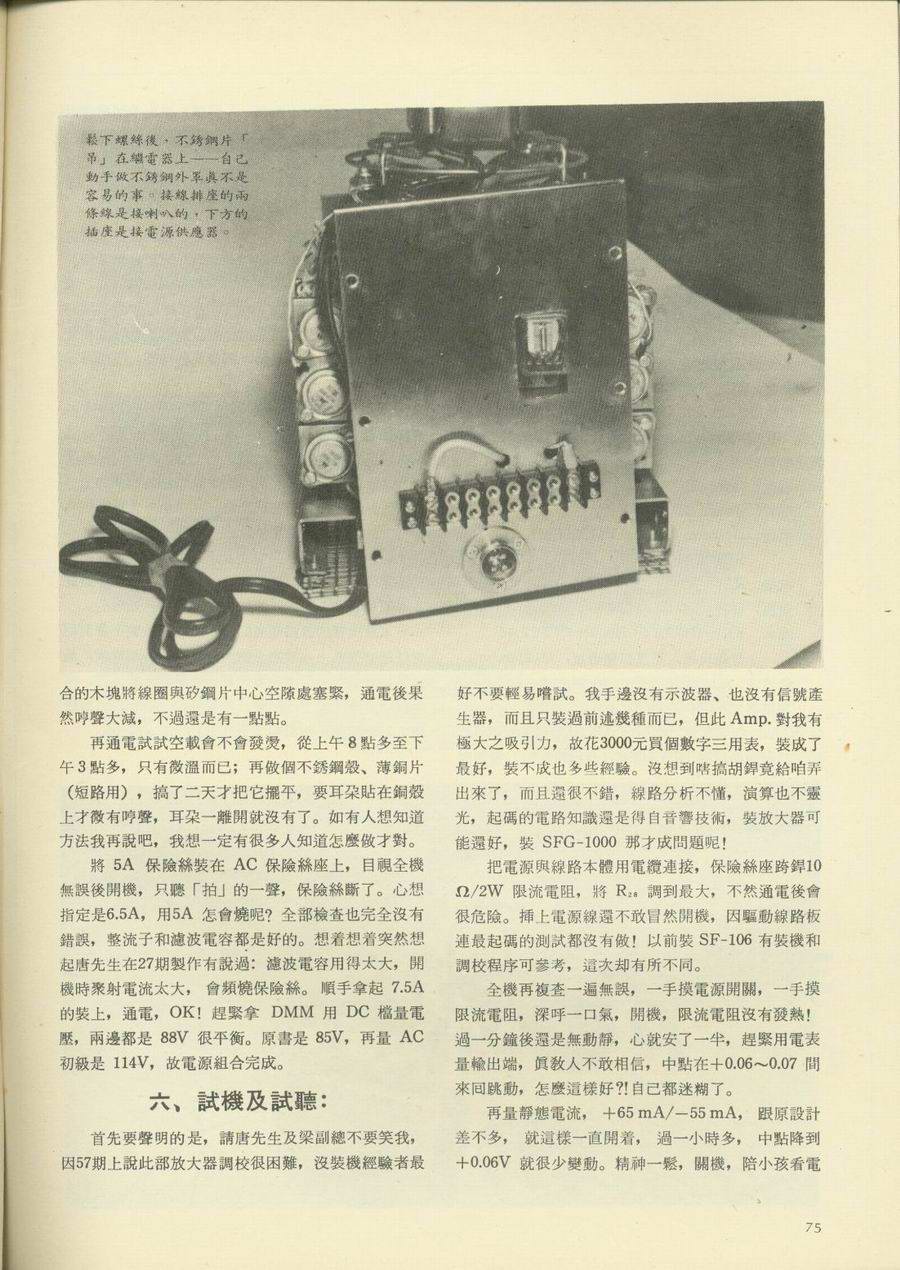 鬆下螺絲後，不銹鋼片「
吊」在繼電器上——自己
動手做不銹鋼外罩眞不是
容易的事。接線排座的兩
條線是接喇叭的，下方的
插座是接電源供應器。
合的木塊將線圈與矽鋼片中心空隙處塞緊，通電後果
然哼聲大減，不過還是有一點點。
再通電試試空載會不會發燙，從上午8點多至下
午3點多，只有微溫而已；再做個不銹鋼殼、薄銅片
（短路用），搞了二天才把它擺平，要耳朶貼在鋼殼
上才微有哼聲，耳朶一離開就沒有了。如有人想知道
方法我再說吧，我想一定有很多人知道怎麼做才對。
將 5A 保險絲裝在 AC 保險絲座上，目視全機
無誤後開機，只聽「拍」的一聲，保險絲斷了。心想
指定是6.5A，用5A 怎會燒呢？全部檢查也完全沒有
錯誤，整流子和濾波電容都是好的。想着想着突然想
起唐先生在27期製作有說過：濾波電容用得太大，開
機時聚射電流太大， 會頻燒保險絲。 順手拿起 7.5A
的裝上，通電，OK！趕緊拿 DMM 用 DC 檔量電
壓，兩邊都是 88V 很平衡。原書是 85V，再量 AC
初級是 114V，故電源組合完成。
六、試機及試聽：
首先要聲明的是，請唐先生及梁副總不要笑我，
因57期上說此部放大器調校很困難，沒裝機經驗者最
好不要輕易嚐試。我手邊沒有示波器、也沒有信號產
生器，而且只裝過前述幾種而已，但此 Amp. 對我有
極大之吸引力，故花3000元買個數字三用表，裝成了
最好，裝不成也多些經驗。沒想到瞎搞胡銲竟給咱弄
出來了，而且還很不錯，線路分析不懂，演算也不靈
光，起碼的電路知識還是得自音響技術，裝放大器可
能還好，裝 SFG-1000 那才成問題呢！
把電源與線路本體用電纜連接，保險絲座跨銲10
Ω/2W 限流電阻，將 R₂₈ 調到最大，不然通電後會
很危險。揷上電源線還不敢冒然開機，因驅動線路板
連最起碼的測試都沒有做！以前裝 SF-106 有裝機和
調校程序可參考，這次却有所不同。
全機再複查一遍無誤，一手摸電源開關，一手摸
限流電阻，深呼一口氣，開機，限流電阻沒有發熱！
過一分鐘後還是無動靜，心就安了一半，趕緊用電表
量輸出端，眞敎人不敢相信，中點在＋0.06～0.07 間
來回跳動，怎麼這樣好?!自己都迷糊了。
再量靜態電流， ＋65 mA/－55 mA， 跟原設計
差不多， 就這樣一直開着， 過一小時多， 中點降到
＋0.06V 就很少變動。精神一鬆，關機，陪小孩看電
75